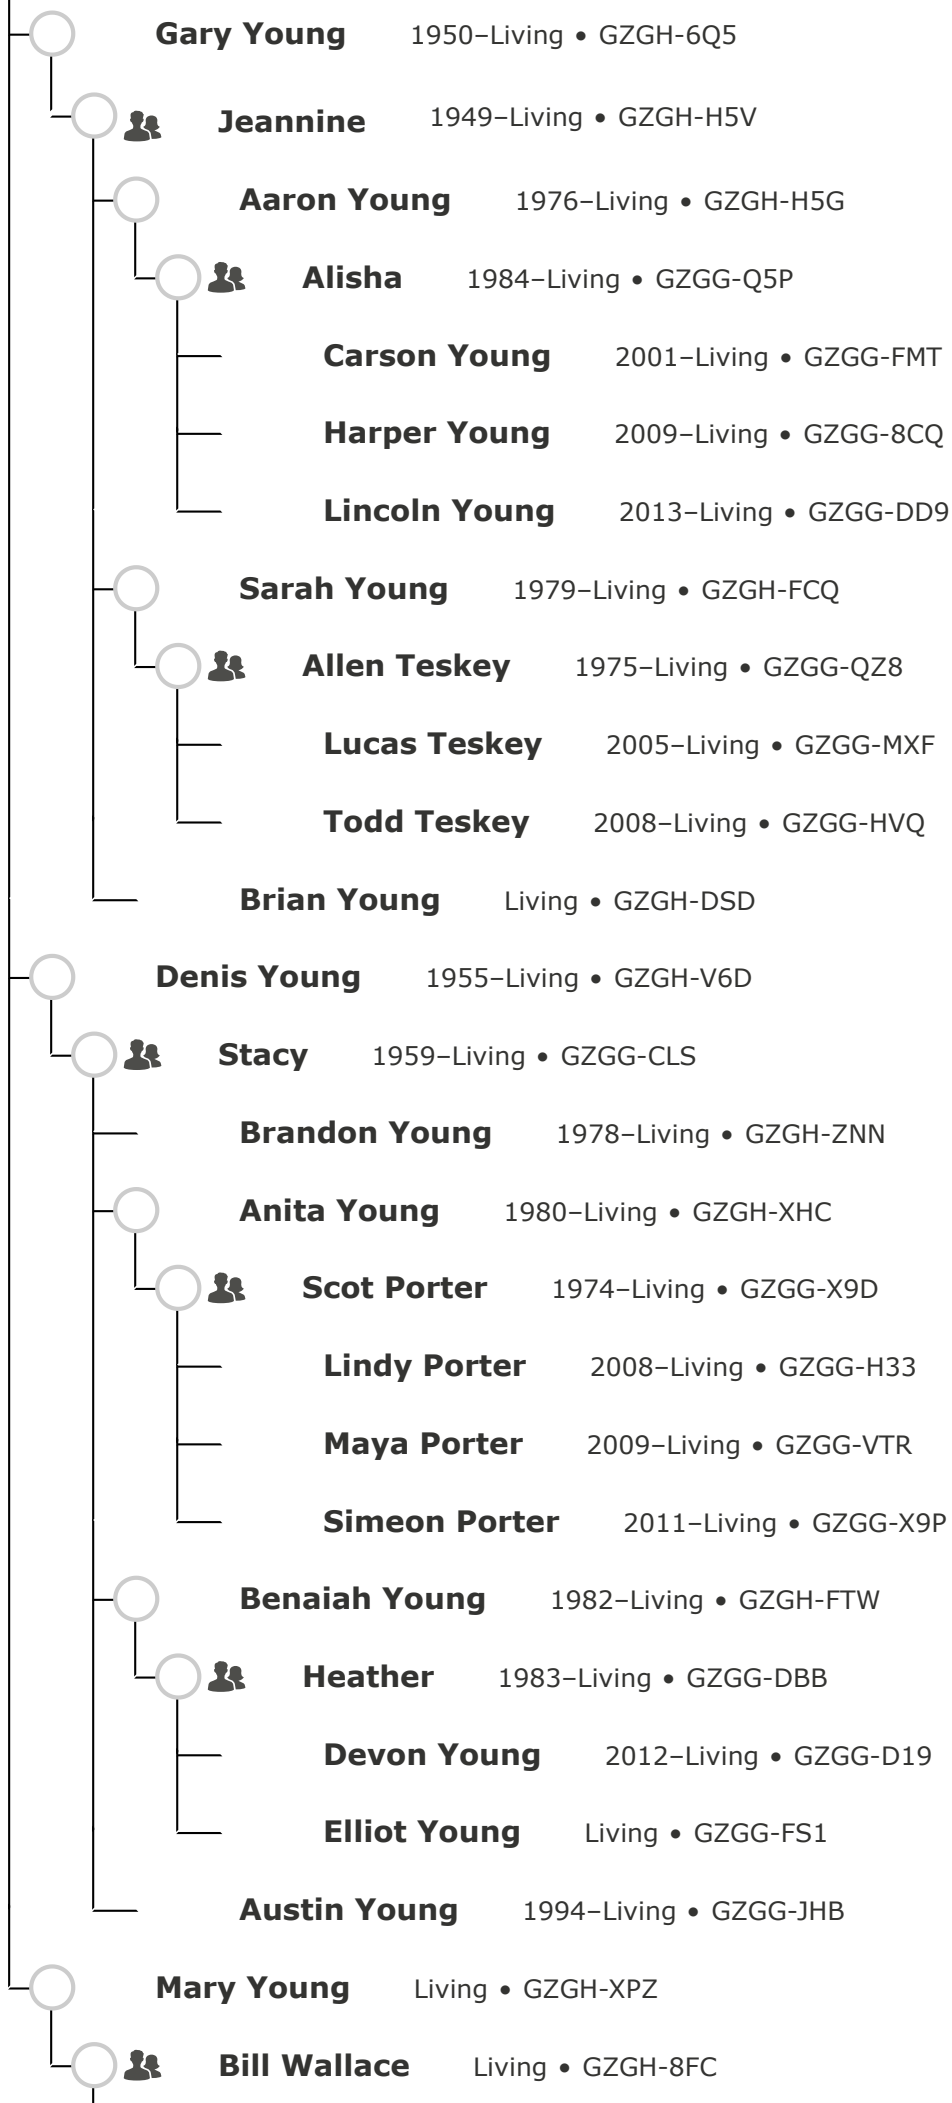 Gary Young 1950–Living • GZGH-6Q5
Jeannine 1949–Living • GZGH-H5V
Aaron Young 1976–Living • GZGH-H5G
Alisha 1984–Living • GZGG-Q5P
Carson Young 2001–Living • GZGG-FMT
Harper Young 2009–Living • GZGG-8CQ
Lincoln Young 2013–Living • GZGG-DD9
Sarah Young 1979–Living • GZGH-FCQ
Allen Teskey 1975–Living • GZGG-QZ8
Lucas Teskey 2005–Living • GZGG-MXF
Todd Teskey 2008–Living • GZGG-HVQ
Brian Young Living • GZGH-DSD
Denis Young 1955–Living • GZGH-V6D
Stacy 1959–Living • GZGG-CLS
Brandon Young 1978–Living • GZGH-ZNN
Anita Young 1980–Living • GZGH-XHC
Scot Porter 1974–Living • GZGG-X9D
Lindy Porter 2008–Living • GZGG-H33
Maya Porter 2009–Living • GZGG-VTR
Simeon Porter 2011–Living • GZGG-X9P
Benaiah Young 1982–Living • GZGH-FTW
Heather 1983–Living • GZGG-DBB
Devon Young 2012–Living • GZGG-D19
Elliot Young Living • GZGG-FS1
Austin Young 1994–Living • GZGG-JHB
Mary Young Living • GZGH-XPZ
Bill Wallace Living • GZGH-8FC